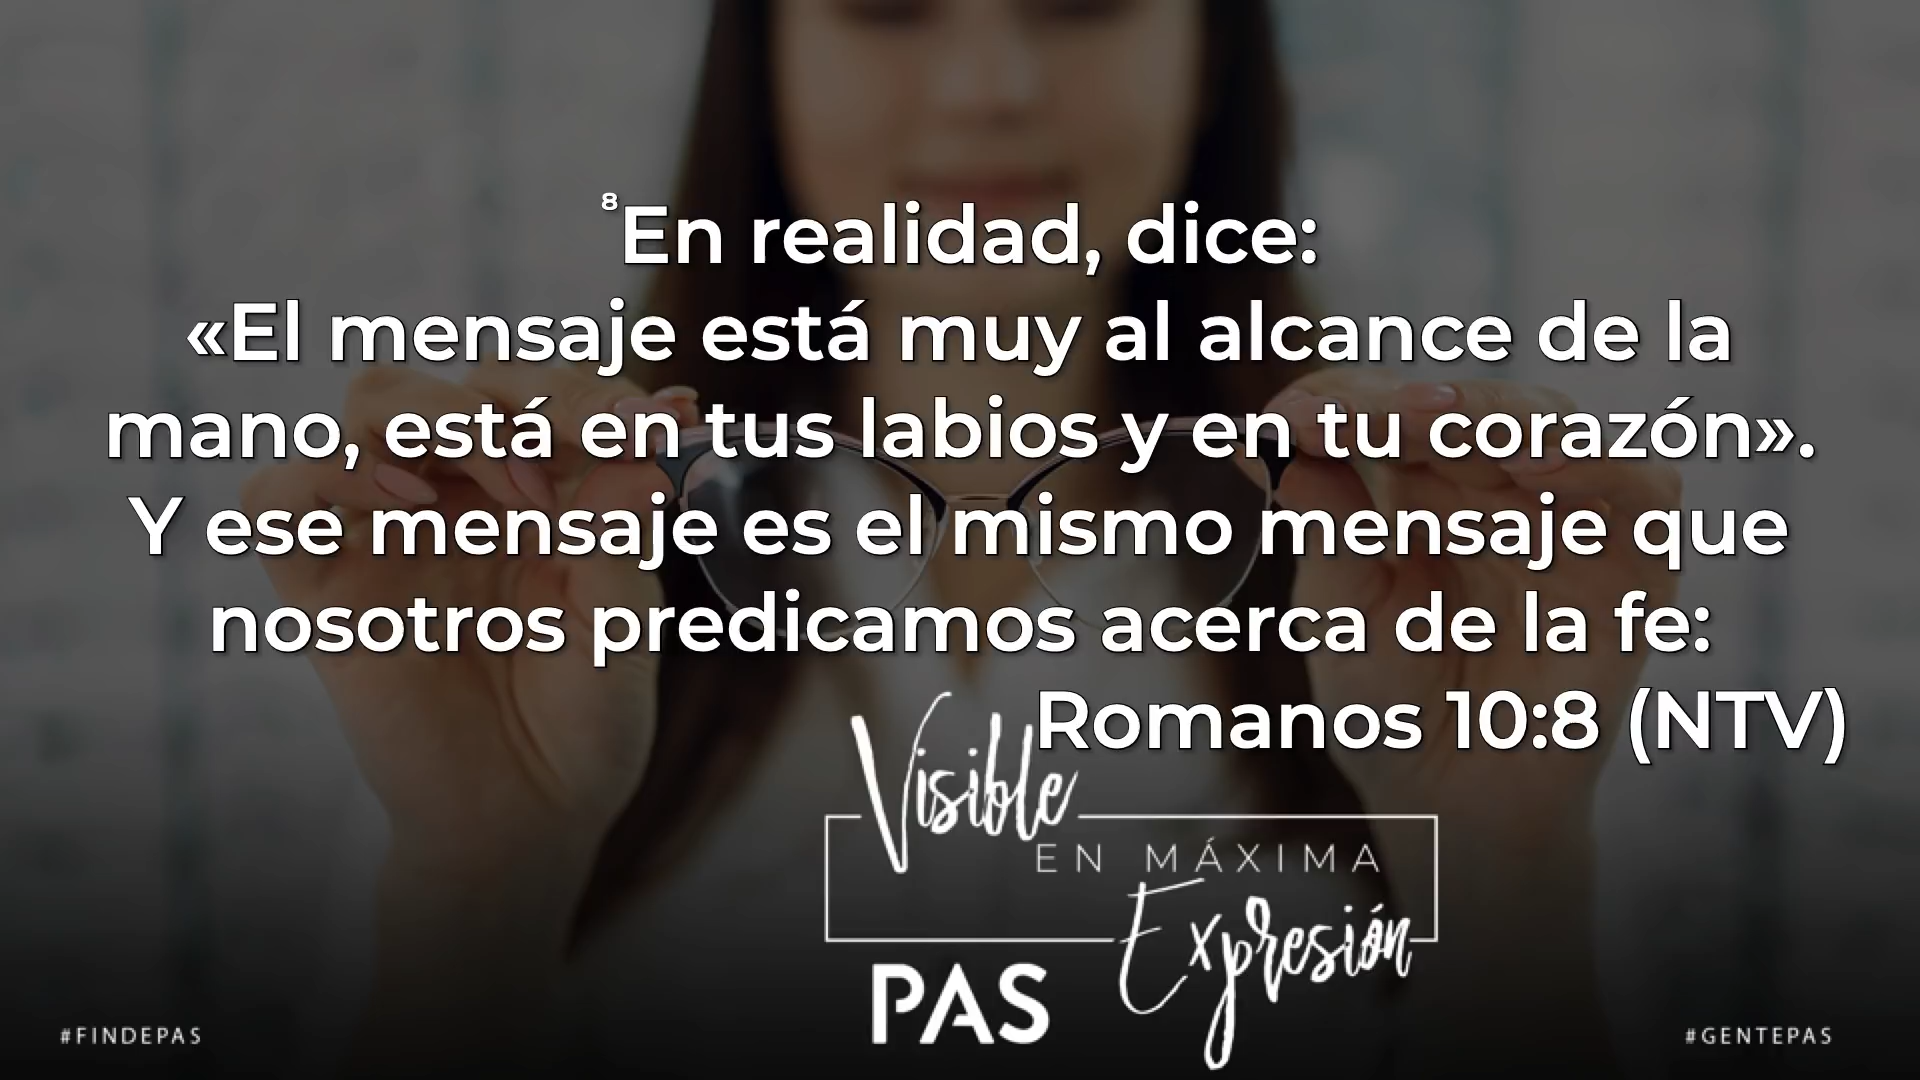 ⁸En realidad, dice:
«El mensaje está muy al alcance de la
mano, está en tus labios y en tu corazón».
Y ese mensaje es el mismo mensaje que
nosotros predicamos acerca de la fe:
Romanos 10:8 (NTV)
Visible
EN MÁXIMA
Expresión
PAS
#FINDEPAS
#GENTEPAS